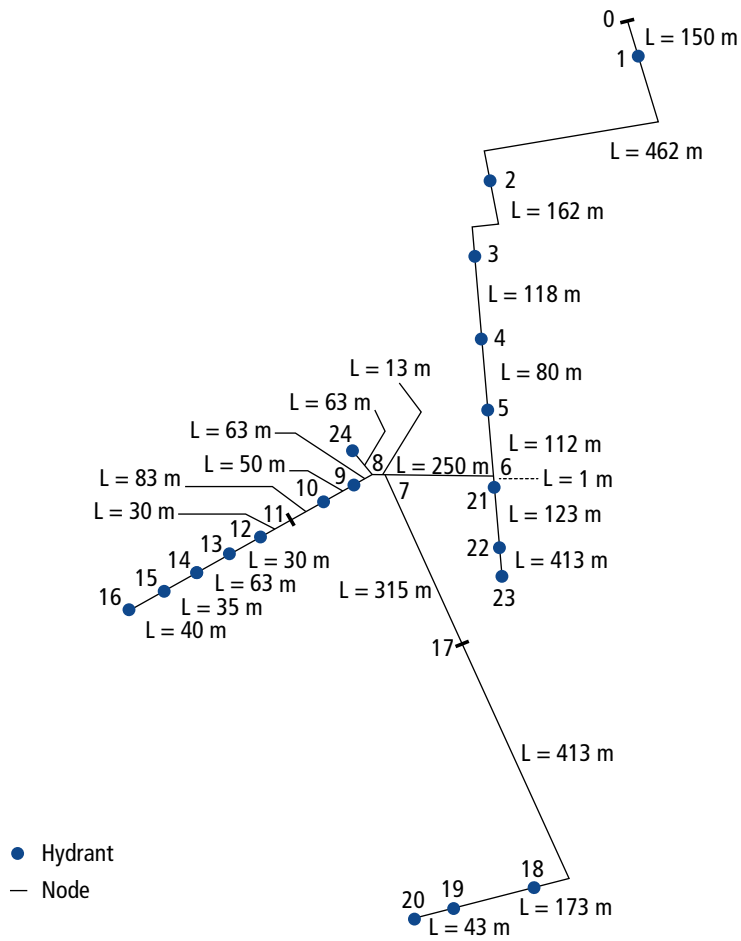 0
L = 150 m
1
L = 462 m
2
L = 162 m
3
L = 118 m
4
L = 13 m
L = 80 m
L = 63 m
5
24
L = 63 m
L = 112 m
8
L = 250 m
6
L = 50 m
9
L = 1 m
L = 83 m
10
7
21
L = 30 m
11
L = 123 m
12
13
22
L = 30 m
L = 413 m
14
L = 63 m
15
L = 315 m
23
16
L = 35 m
L = 40 m
17
L = 413 m
Hydrant
18
Node
19
20
L = 173 m
L = 43 m